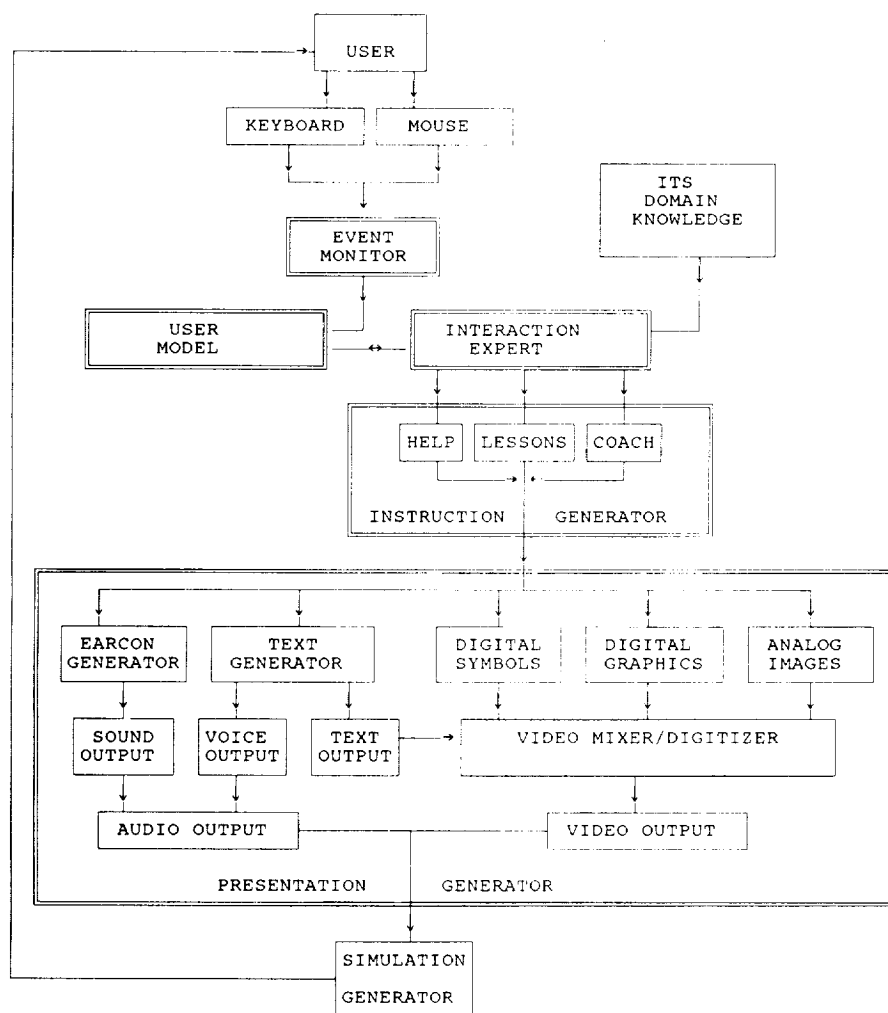 USER
KEYBOARD
MOUSE
ITS
DOMAIN
KNOWLEDGE
EVENT
MONITOR
USER
MODEL
INTERACTION
EXPERT
HELP
LESSONS
COACH
INSTRUCTION GENERATOR
EARCON
GENERATOR
TEXT
GENERATOR
DIGITAL
SYMBOLS
DIGITAL
GRAPHICS
ANALOG
IMAGES
SOUND
OUTPUT
VOICE
OUTPUT
TEXT
OUTPUT
VIDEO MIXER/DIGITIZER
AUDIO OUTPUT
VIDEO OUTPUT
PRESENTATION GENERATOR
SIMULATION
GENERATOR